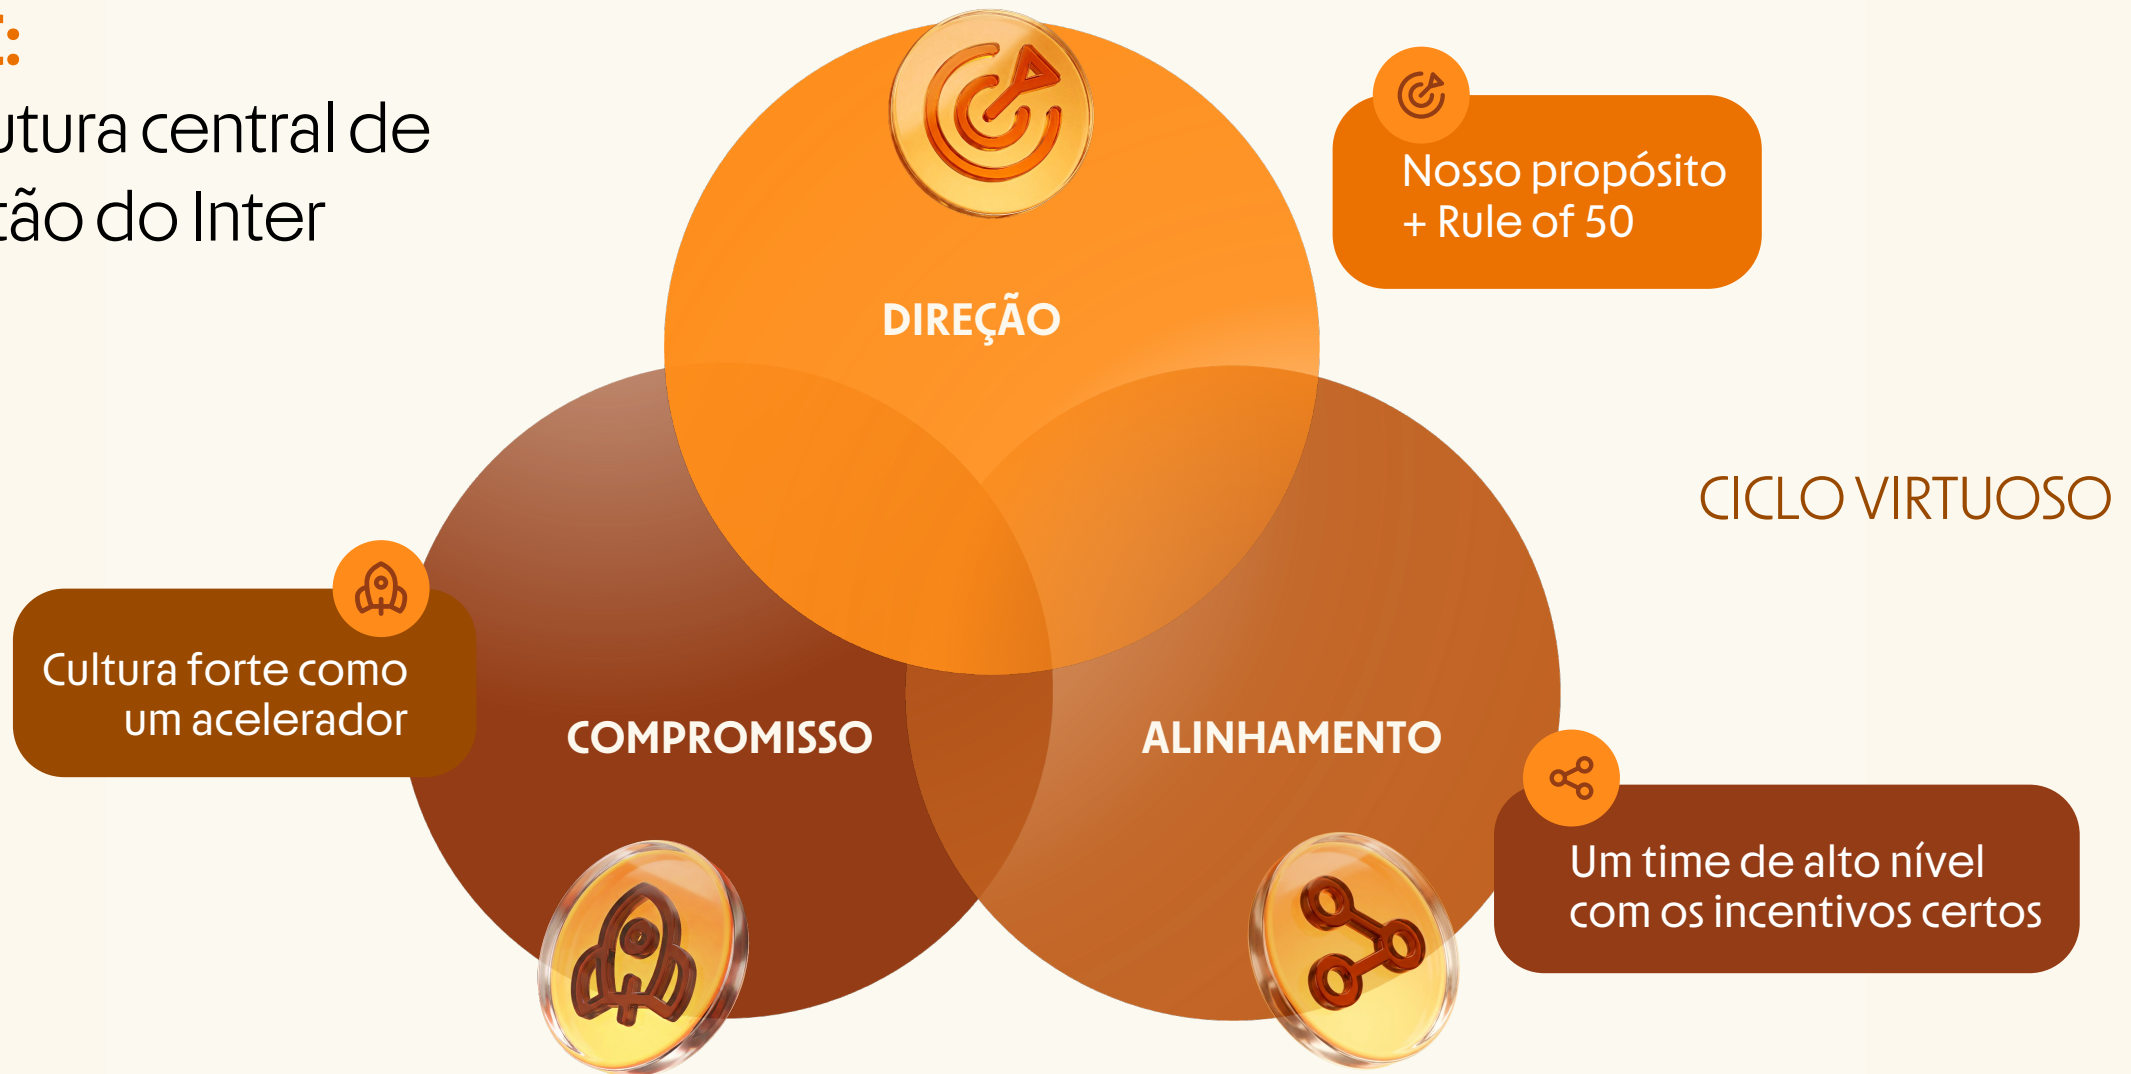 utura central de
tão do Inter
Nosso propósito
+ Rule of 50
DIREÇÃO
CICLO VIRTUOSO
Cultura forte como
um acelerador
COMPROMISSO
ALINHAMENTO
Um time de alto nível
com os incentivos certos